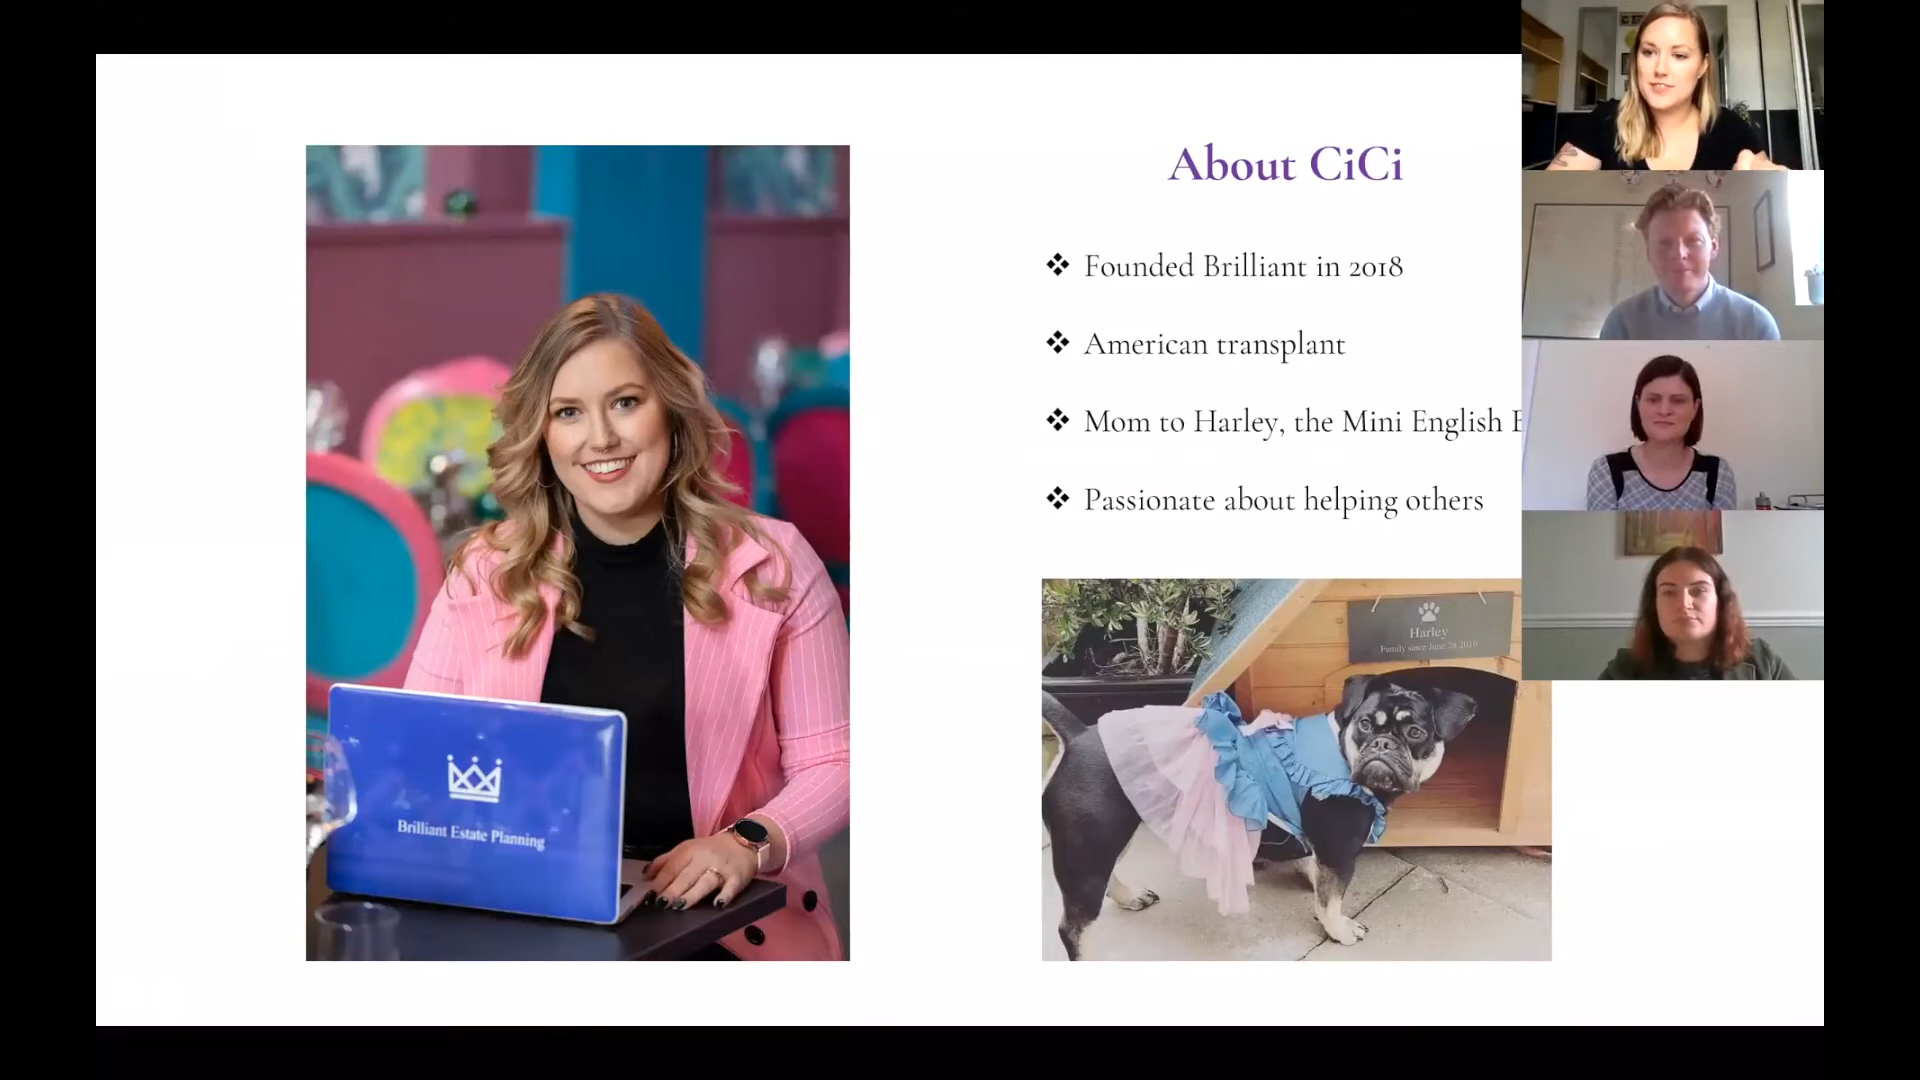 About CiCi
❖ Founded Brilliant in 2018
❖ American transplant
❖ Mom to Harley, the Mini English
❖ Passionate about helping others
Harley
Family since June 28 2019
Brilliant Estate Planning